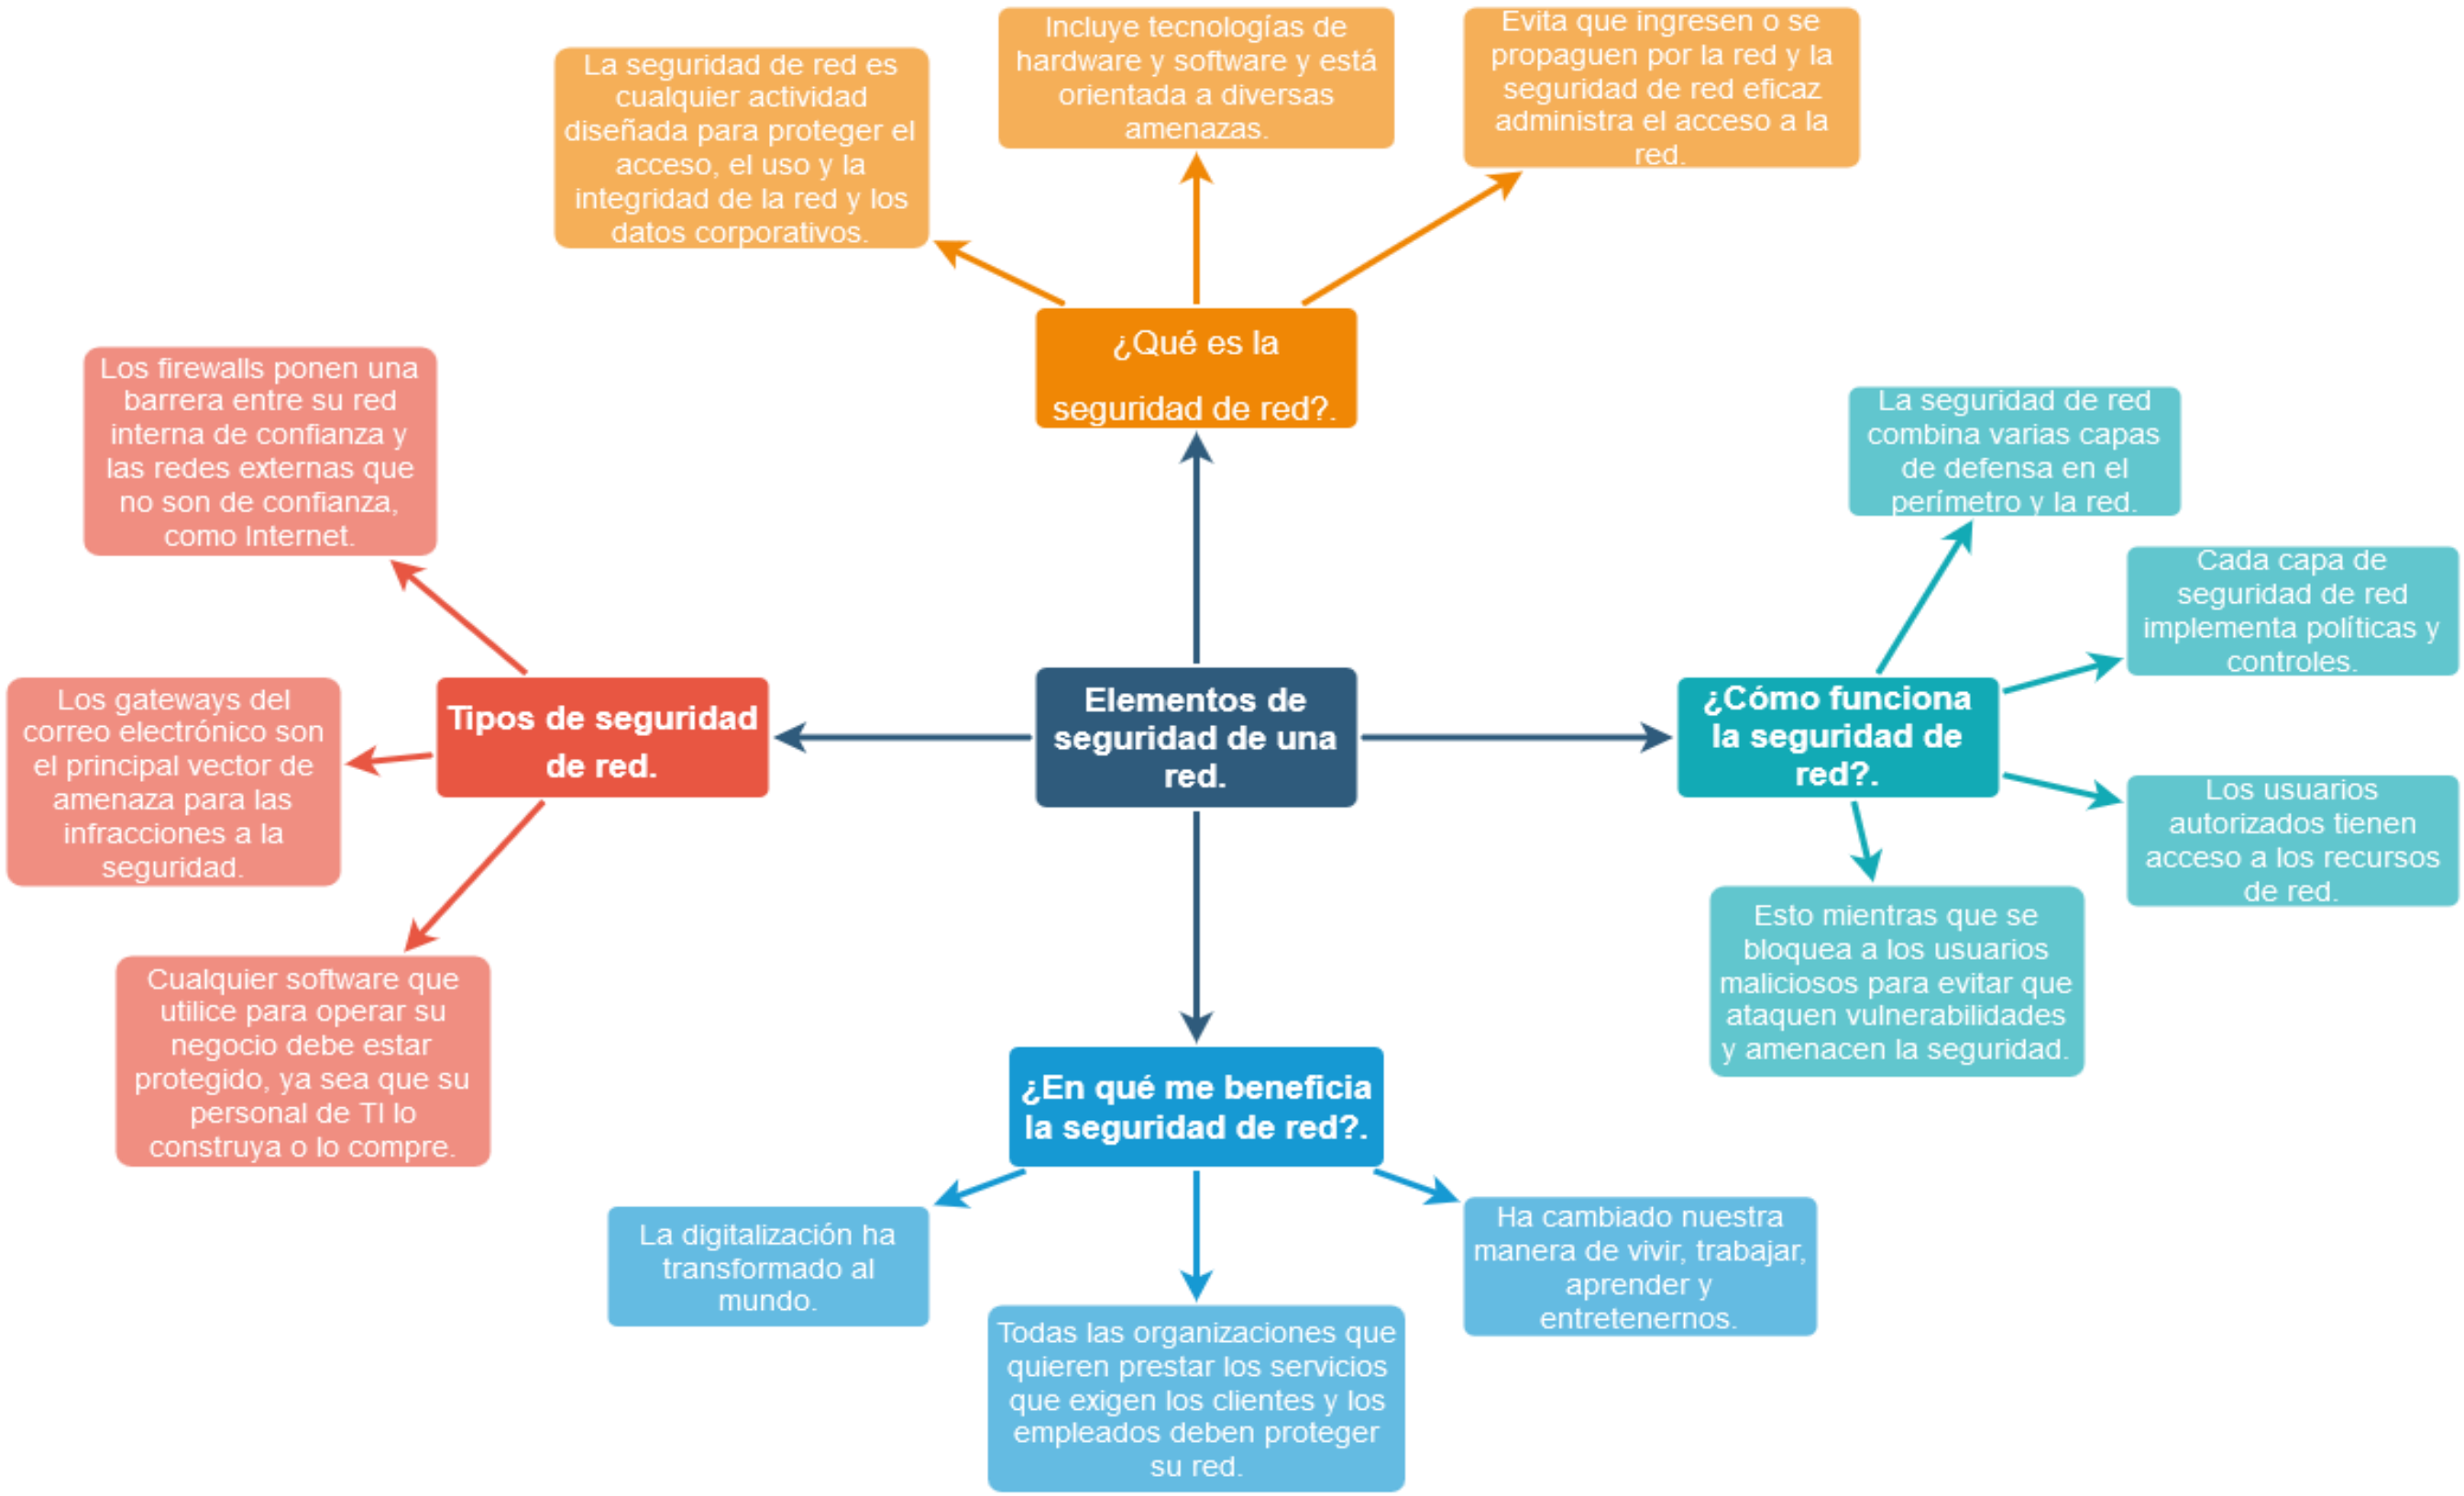 La seguridad de red es
cualquier actividad
diseñada para proteger el
acceso, el uso y la
integridad de la red y los
datos corporativos.
Incluye tecnologías de
hardware y software y está
orientada a diversas
amenazas.
Evita que ingresen o se
propaguen por la red y la
seguridad de red eficaz
administra el acceso a la
red.
¿Qué es la
seguridad de red?.
Los firewalls ponen una
barrera entre su red
interna de confianza y
las redes externas que
no son de confianza,
como Internet.
Los gateways del
correo electrónico son
el principal vector de
amenaza para las
infracciones a la
seguridad.
Cualquier software que
utilice para operar su
negocio debe estar
protegido, ya sea que su
personal de TI lo
construya o lo compre.
Tipos de seguridad
de red.
Elementos de
seguridad de una
red.
¿Cómo funciona
la seguridad de
red?.
La seguridad de red
combina varias capas
de defensa en el
perímetro y la red.
Cada capa de
seguridad de red
implementa políticas y
controles.
Los usuarios
autorizados tienen
acceso a los recursos
de red.
Esto mientras que se
bloquea a los usuarios
maliciosos para evitar que
ataquen vulnerabilidades
y amenacen la seguridad.
¿En qué me beneficia
la seguridad de red?.
La digitalización ha
transformado al
mundo.
Todas las organizaciones que
quieren prestar los servicios
que exigen los clientes y los
empleados deben proteger
su red.
Ha cambiado nuestra
manera de vivir, trabajar,
aprender y
entretenernos.